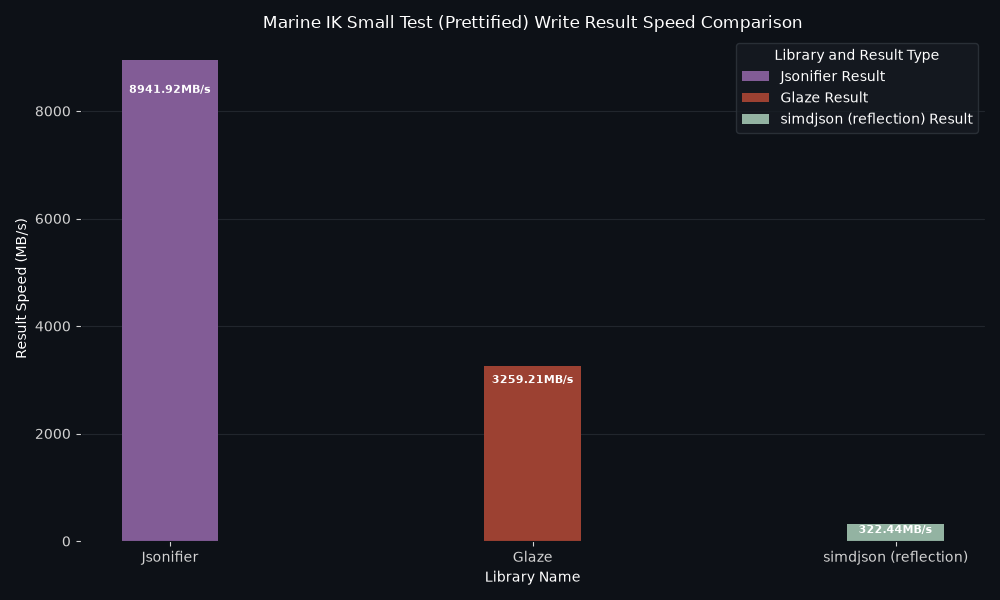 Marine IK Small Test (Prettified) Write Result Speed Comparison
Library and Result Type
Jsonifier Result
Glaze Result
simdjson (reflection) Result
8941.92MB/s
3259.21MB/s
322.44MB/s
Result Speed (MB/s)
8000
6000
4000
2000
0
Jsonifier
Glaze
simdjson (reflection)
Library Name